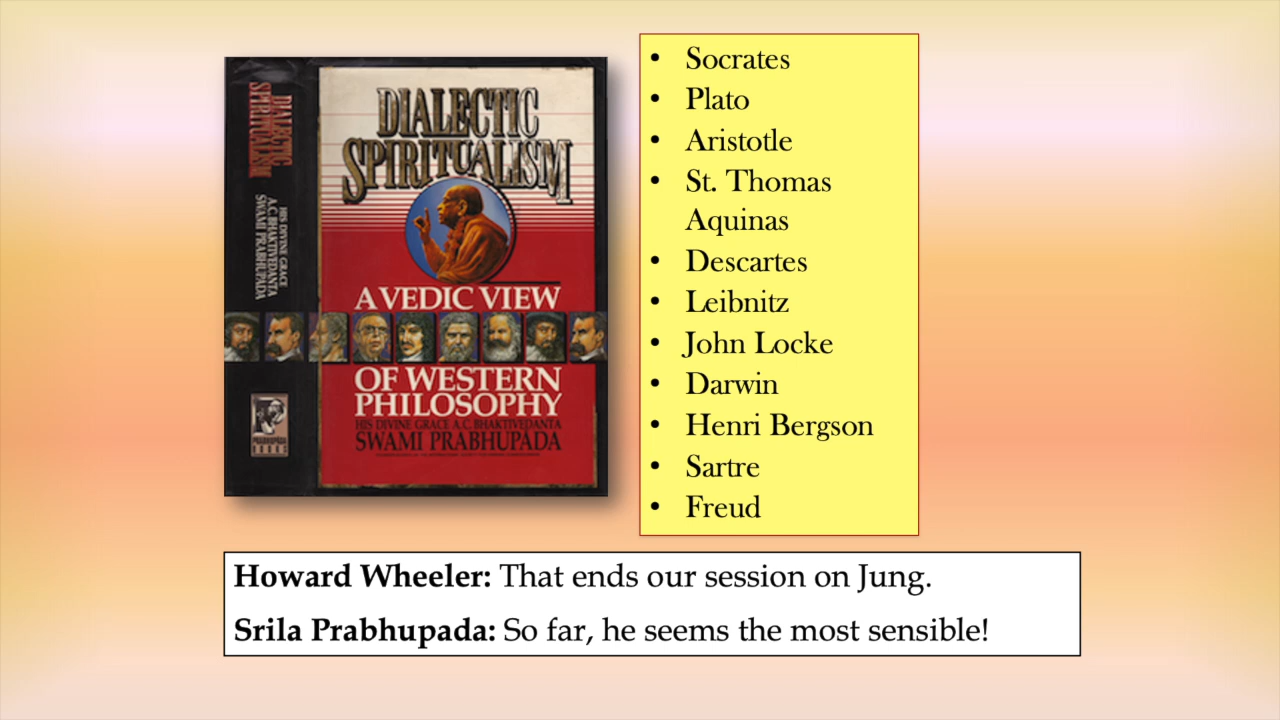 DIALECTIC
SPIRITUALISM
HIS DIVINE GRACE
A.C. BHAKTIVEDANTA
SWAMI PRABHUPADA
PRABHUPADA
BOOKS
DIALECTIC
SPIRITUALISM
A VEDIC VIEW
OF WESTERN
PHILOSOPHY
HIS DIVINE GRACE A.C. BHAKTIVEDANTA
SWAMI PRABHUPADA
• Socrates
• Plato
• Aristotle
• St. Thomas
Aquinas
• Descartes
• Leibnitz
• John Locke
• Darwin
• Henri Bergson
• Sartre
• Freud
Howard Wheeler: That ends our session on Jung.
Srila Prabhupada: So far, he seems the most sensible!